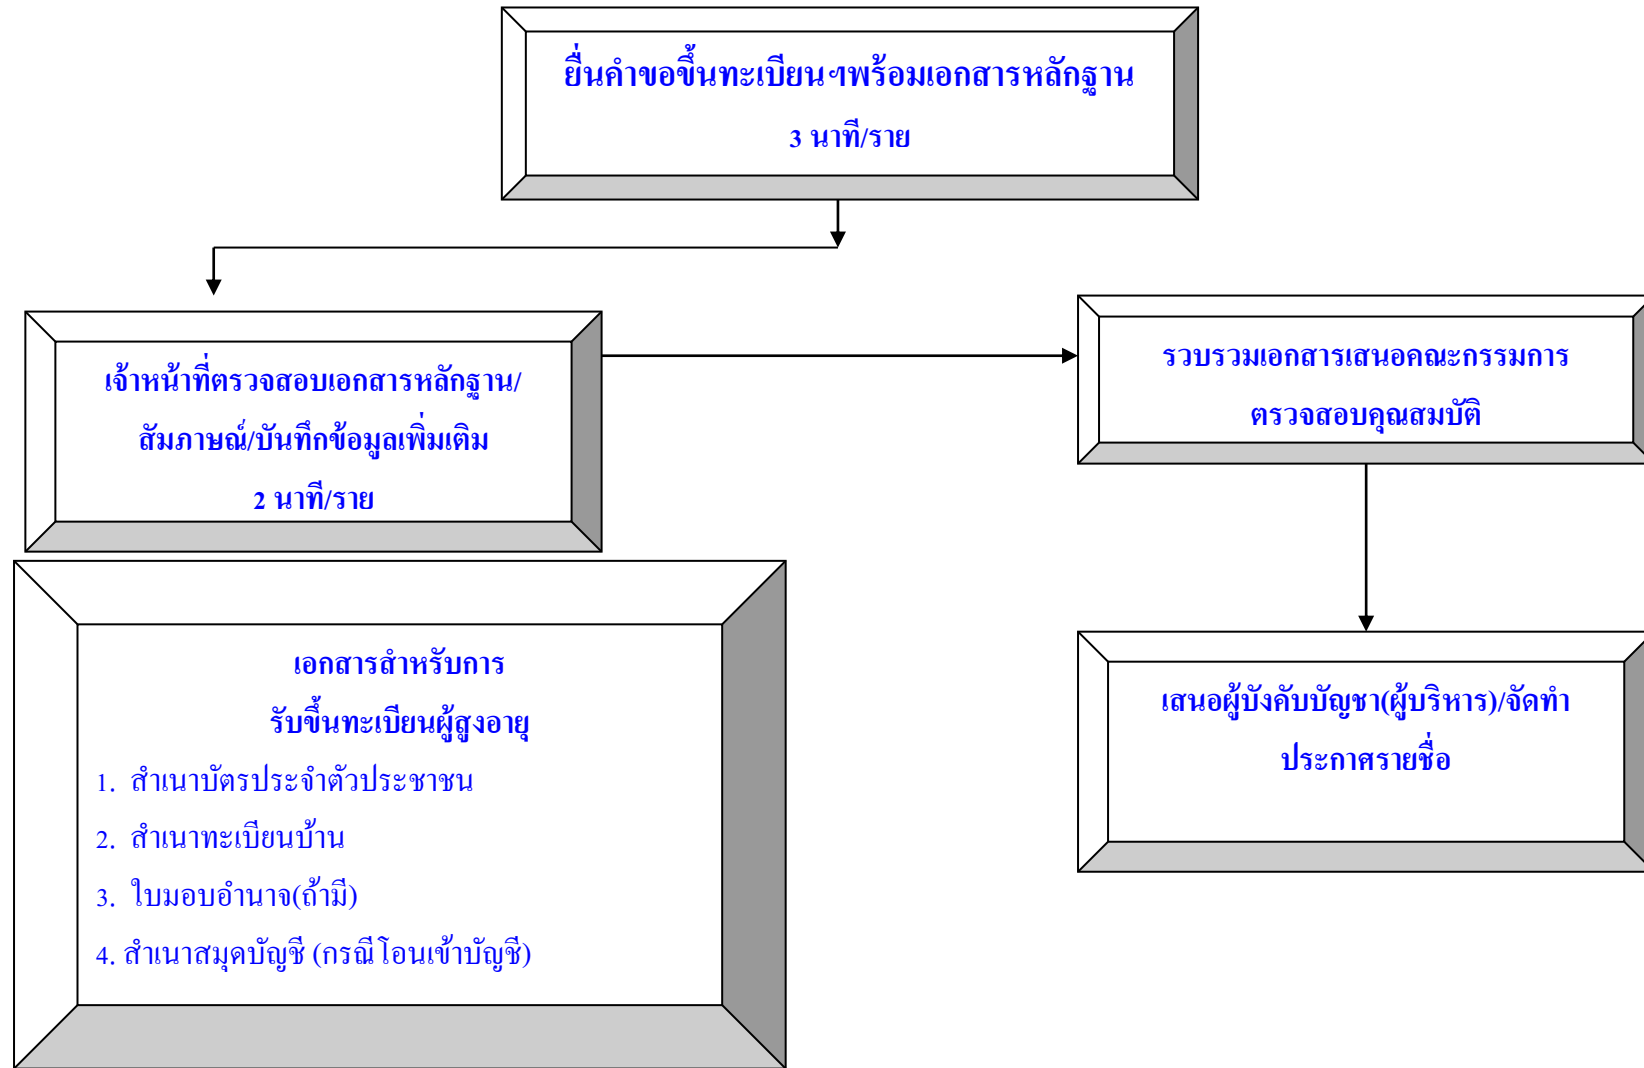 ยื่นคำขอขึ้นทะเบียนฯพร้อมเอกสารหลักฐาน
3 นาที/ราย
เจ้าหน้าที่ตรวจสอบเอกสารหลักฐาน/
สัมภาษณ์/บันทึกข้อมูลเพิ่มเติม
2 นาที/ราย
รวบรวมเอกสารเสนอคณะกรรมการ
ตรวจสอบคุณสมบัติ
เสนอผู้บังคับบัญชา(ผู้บริหาร)/จัดทำ
ประกาศรายชื่อ
เอกสารสำหรับการ
รับขึ้นทะเบียนผู้สูงอายุ
1. สำเนาบัตรประจำตัวประชาชน
2. สำเนาทะเบียนบ้าน
3. ใบมอบอำนาจ(ถ้ามี)
4. สำเนาสมุดบัญชี (กรณีโอนเข้าบัญชี)